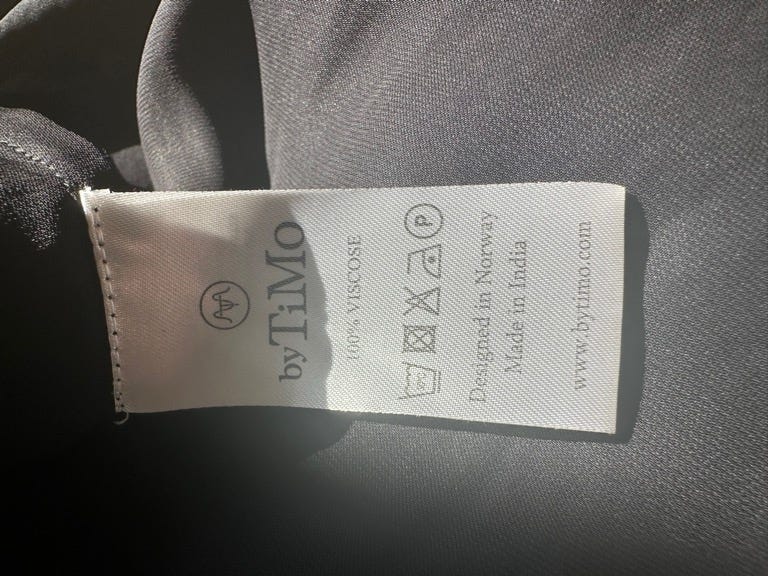 byTiMo
100% VISCOSE
P
Designed in Norway
Made in India
www.bytimo.com